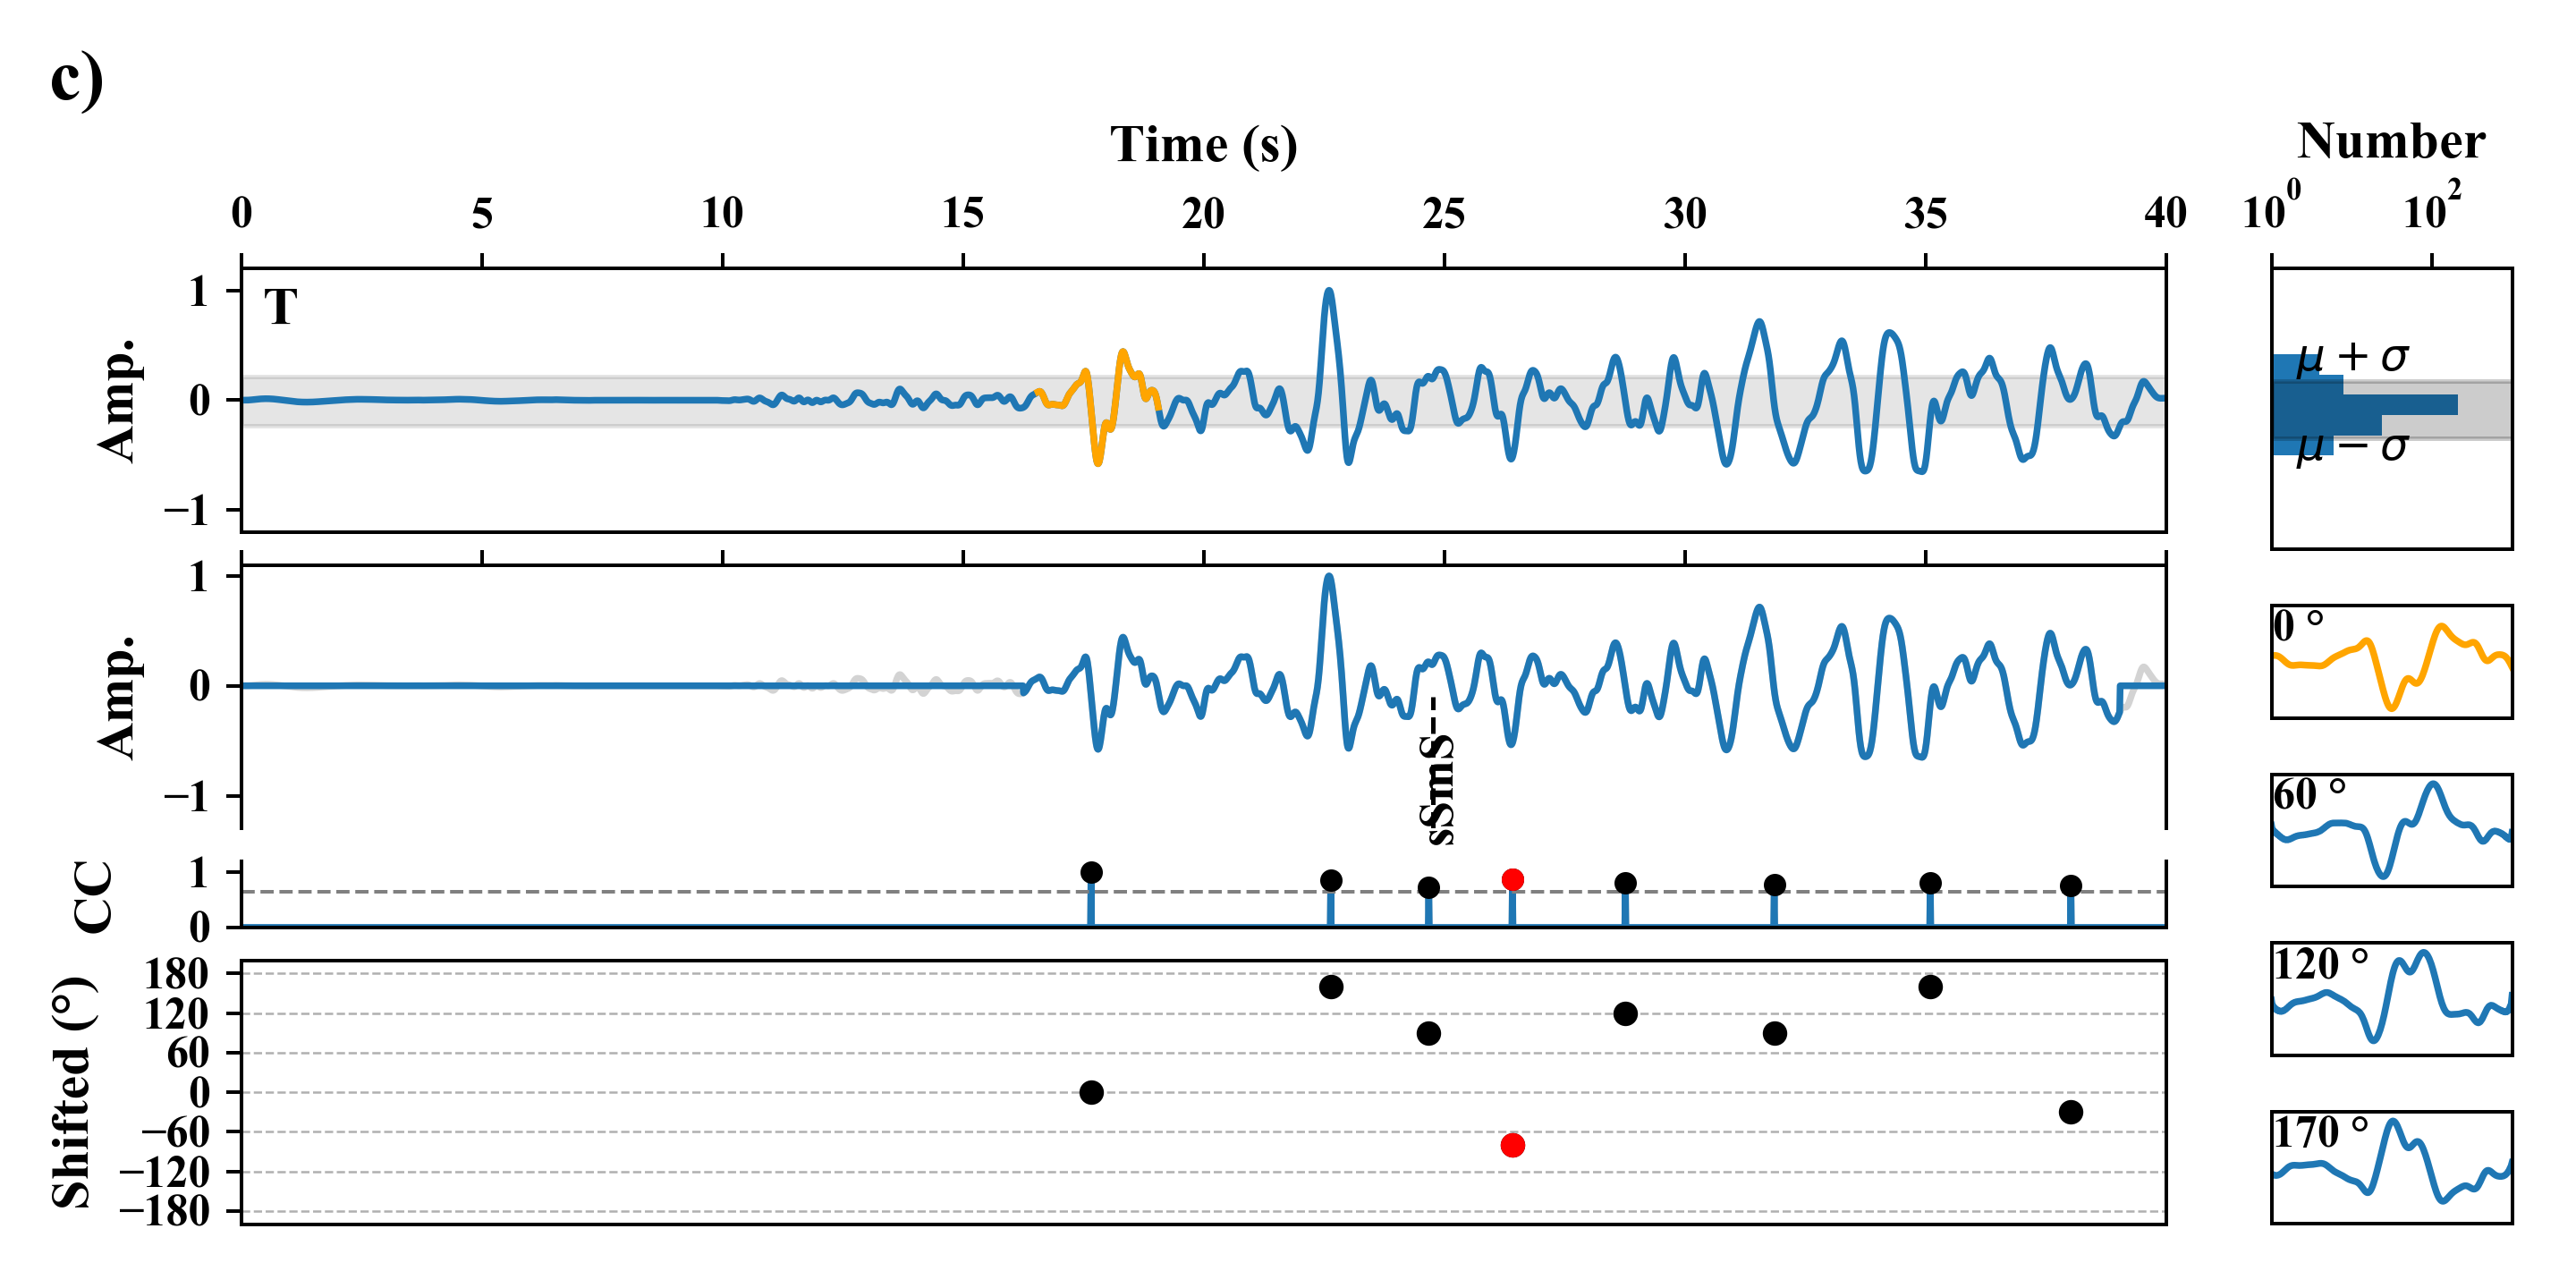 c)
Time (s)
Number
0 5 10 15 20 25 30 35 40
10^0 10^2
T
Amp.
1
0
−1
μ + σ
μ − σ
Amp.
1
0
−1
sSmS--
0 °
60 °
CC
1
0
120 °
Shifted (°)
180
120
60
0
−60
−120
−180
170 °